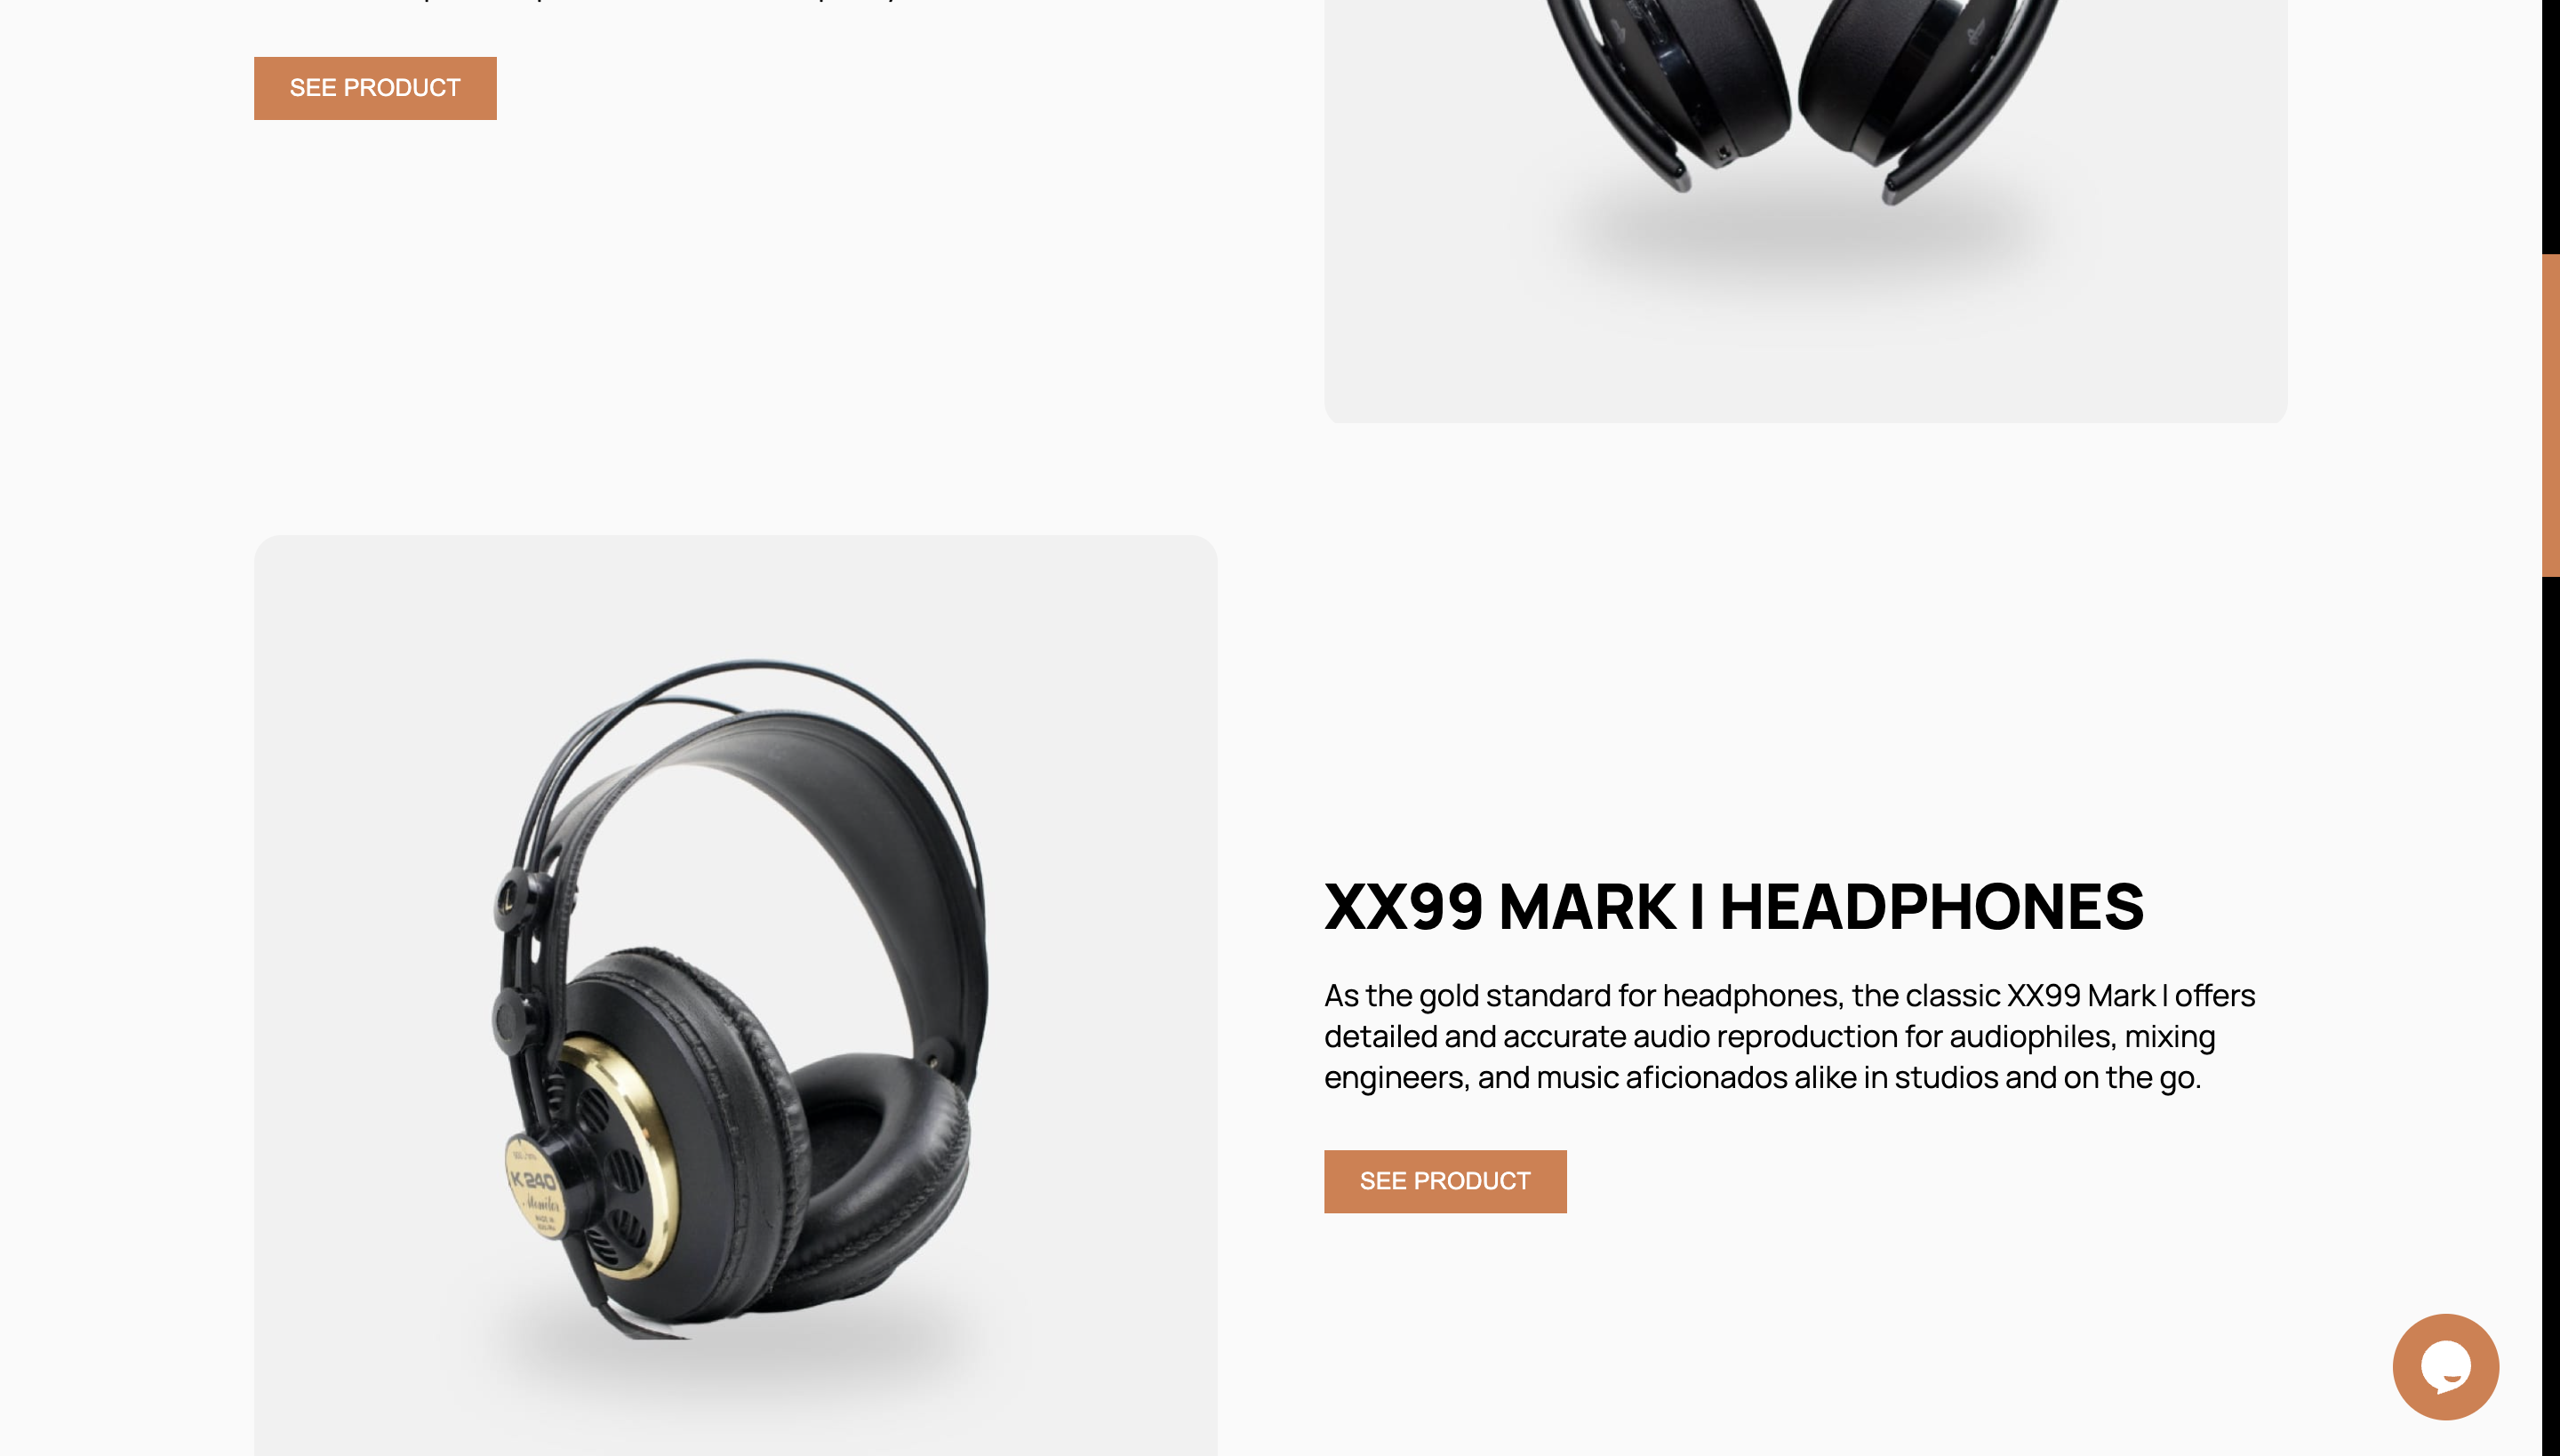 SEE PRODUCT
XX99 MARK I HEADPHONES
As the gold standard for headphones, the classic XX99 Mark I offers
detailed and accurate audio reproduction for audiophiles, mixing
engineers, and music aficionados alike in studios and on the go.
SEE PRODUCT
L
K 240
Monitor